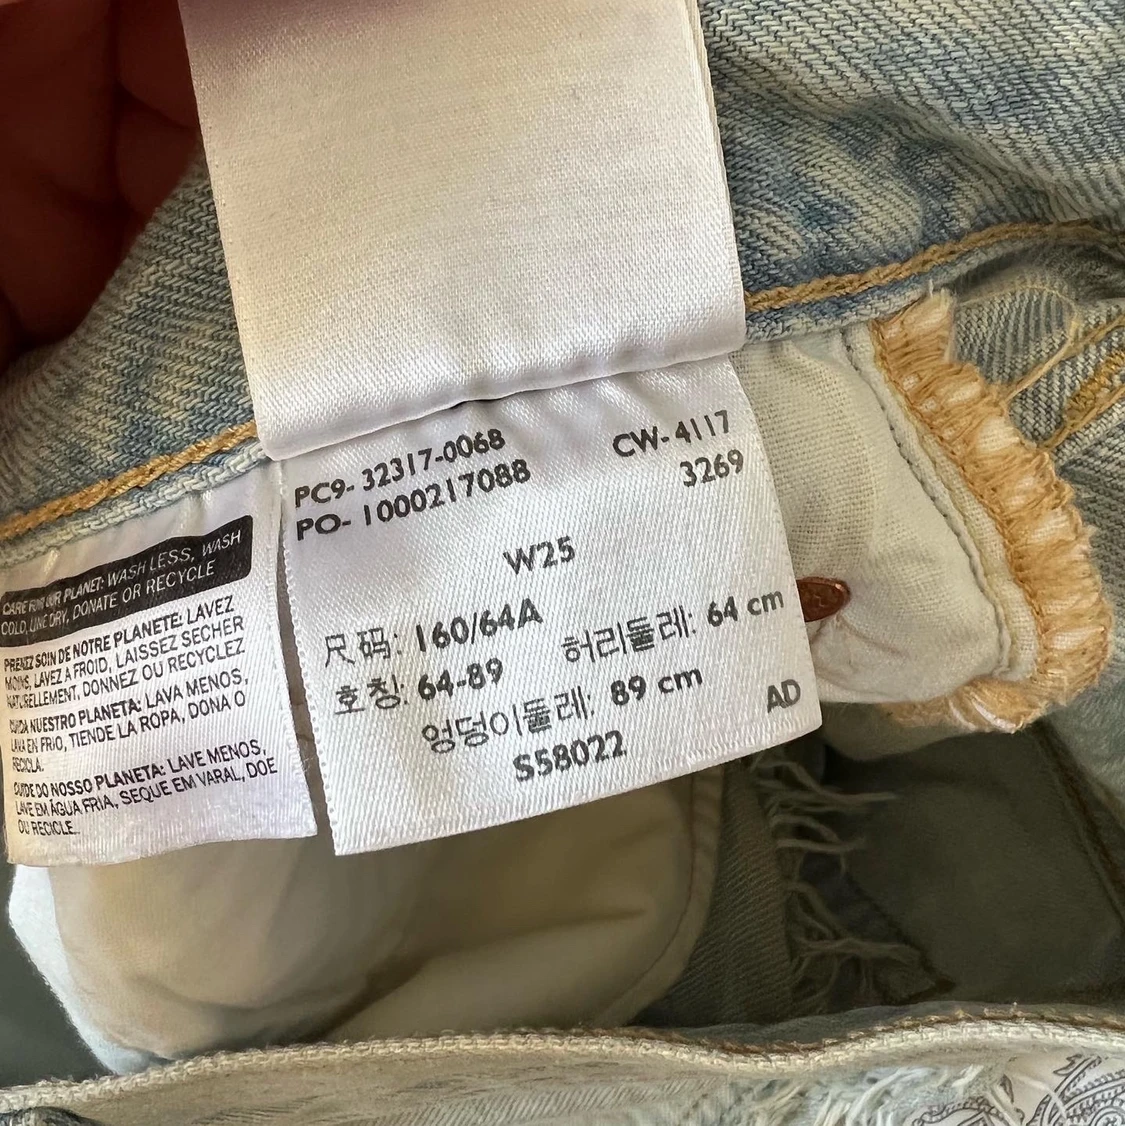 CARE FOR OUR PLANET: WASH LESS, WASH
COLD, LINE DRY, DONATE OR RECYCLE
PRENEZ SOIN DE NOTRE PLANETE: LAVEZ
MOINS, LAVEZ A FROID, LAISSEZ SECHER
NATURELLEMENT, DONNEZ OU RECYCLEZ
CUIDA NUESTRO PLANETA: LAVA MENOS,
LAVA EN FRIO, TIENDE LA ROPA, DONA O
RECICLA.
CUIDE DO NOSSO PLANETA: LAVE MENOS,
LAVE EM ÁGUA FRIA, SEQUE EM VARAL, DOE
OU RECICLE.
PC9- 32317-0068 CW- 4117
PO- 1000217088 3269
W25
尺码: 160/64A
호칭: 64-89 허리둘레: 64 cm
엉덩이둘레: 89 cm
S58022 AD